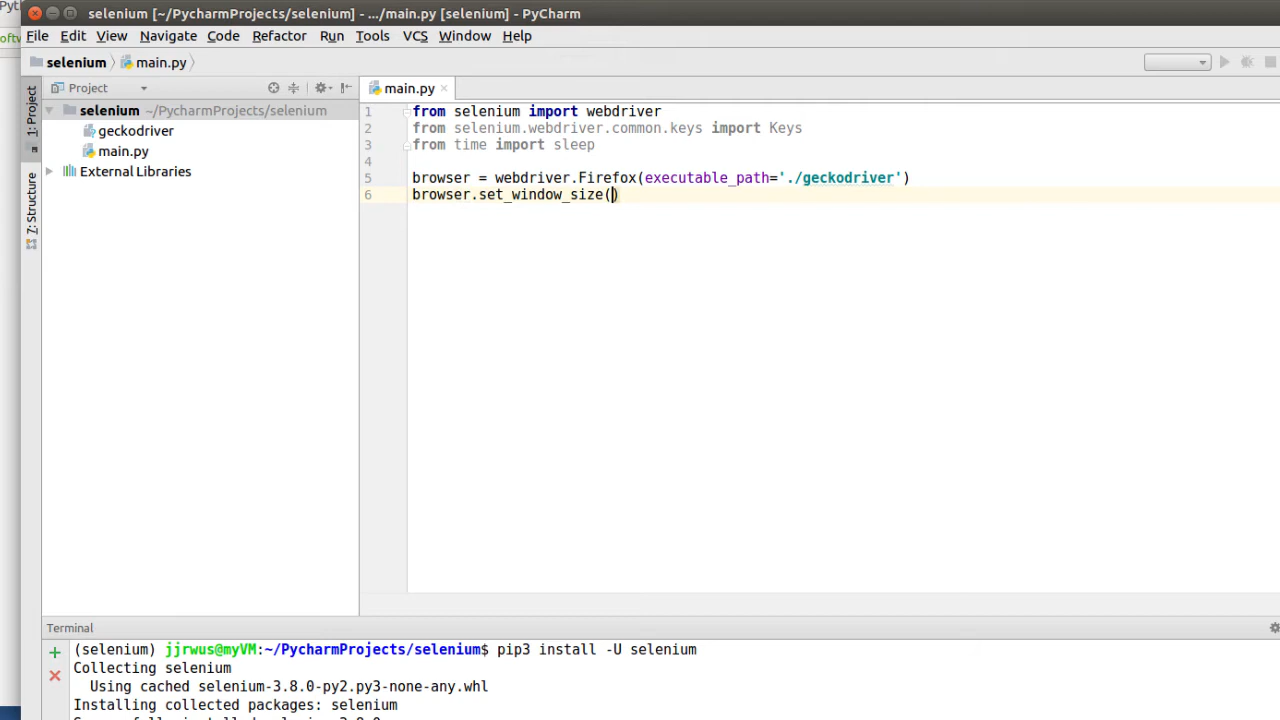 Pyt
selenium [~/PycharmProjects/selenium] - .../main.py [selenium] - PyCharm
oftw
File Edit View Navigate Code Refactor Run Tools VCS Window Help
selenium main.py
1: Project
7: Structure
Project
selenium ~/PycharmProjects/selenium
geckodriver
main.py
External Libraries
main.py
1 from selenium import webdriver
2 from selenium.webdriver.common.keys import Keys
3 from time import sleep
4
5 browser = webdriver.Firefox(executable_path='./geckodriver')
6 browser.set_window_size()
Terminal
(selenium) jjrwus@myVM:~/PycharmProjects/selenium$ pip3 install -U selenium
Collecting selenium
Using cached selenium-3.8.0-py2.py3-none-any.whl
Installing collected packages: selenium